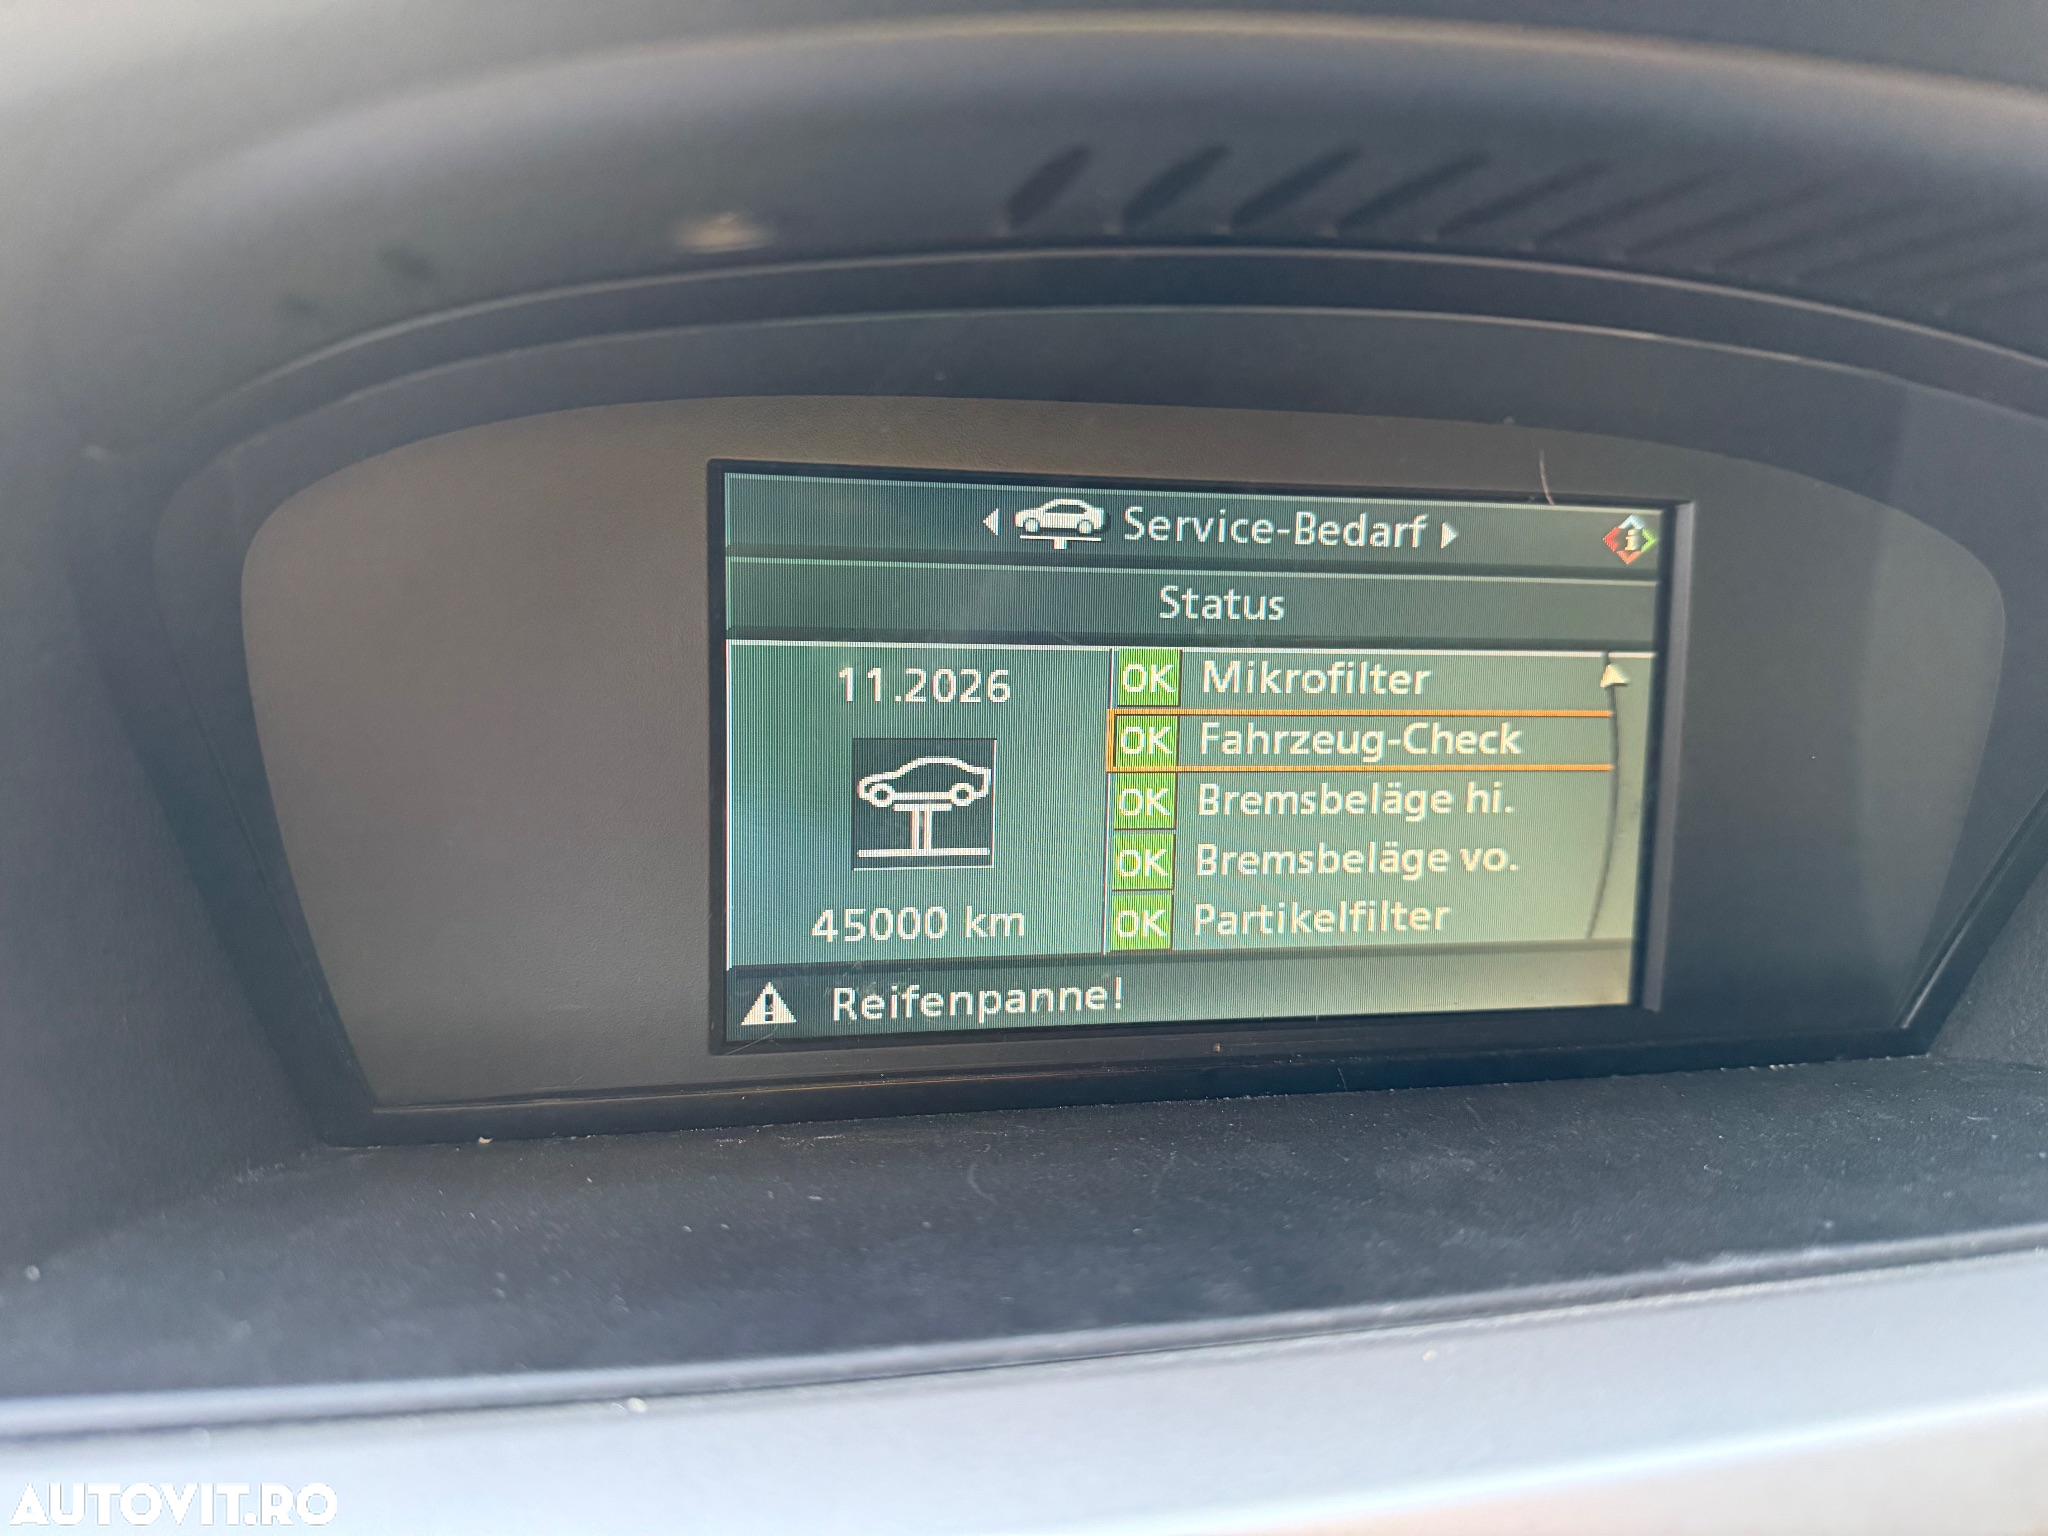 Service-Bedarf
Status
11.2026
45000 km
OK Mikrofilter
OK Fahrzeug-Check
OK Bremsbeläge hi.
OK Bremsbeläge vo.
OK Partikelfilter
Reifenpanne!
AUTOVIT.RO